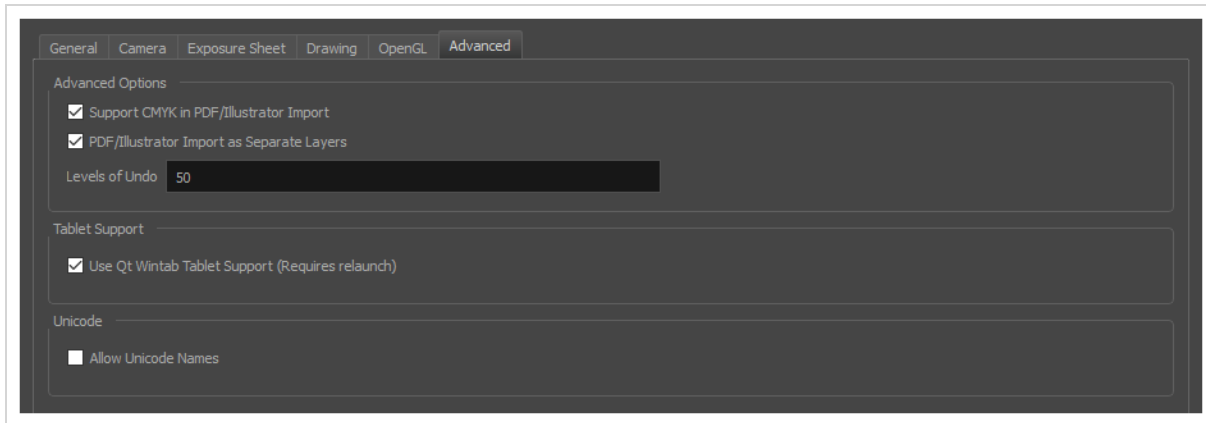 General Camera Exposure Sheet Drawing OpenGL Advanced
Advanced Options
Support CMYK in PDF/Illustrator Import
PDF/Illustrator Import as Separate Layers
Levels of Undo 50
Tablet Support
Use Qt Wintab Tablet Support (Requires relaunch)
Unicode
Allow Unicode Names